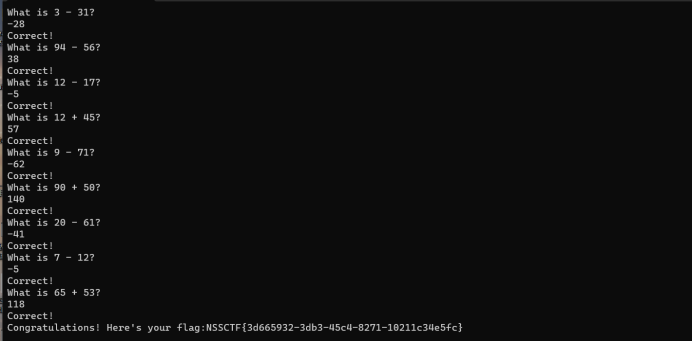 What is 3 - 31?
-28
Correct!
What is 94 - 56?
38
Correct!
What is 12 - 17?
-5
Correct!
What is 12 + 45?
57
Correct!
What is 9 - 71?
-62
Correct!
What is 90 + 50?
140
Correct!
What is 20 - 61?
-41
Correct!
What is 7 - 12?
-5
Correct!
What is 65 + 53?
118
Correct!
Congratulations! Here's your flag:NSSCTF{3d665932-3db3-45c4-8271-10211c34e5fc}